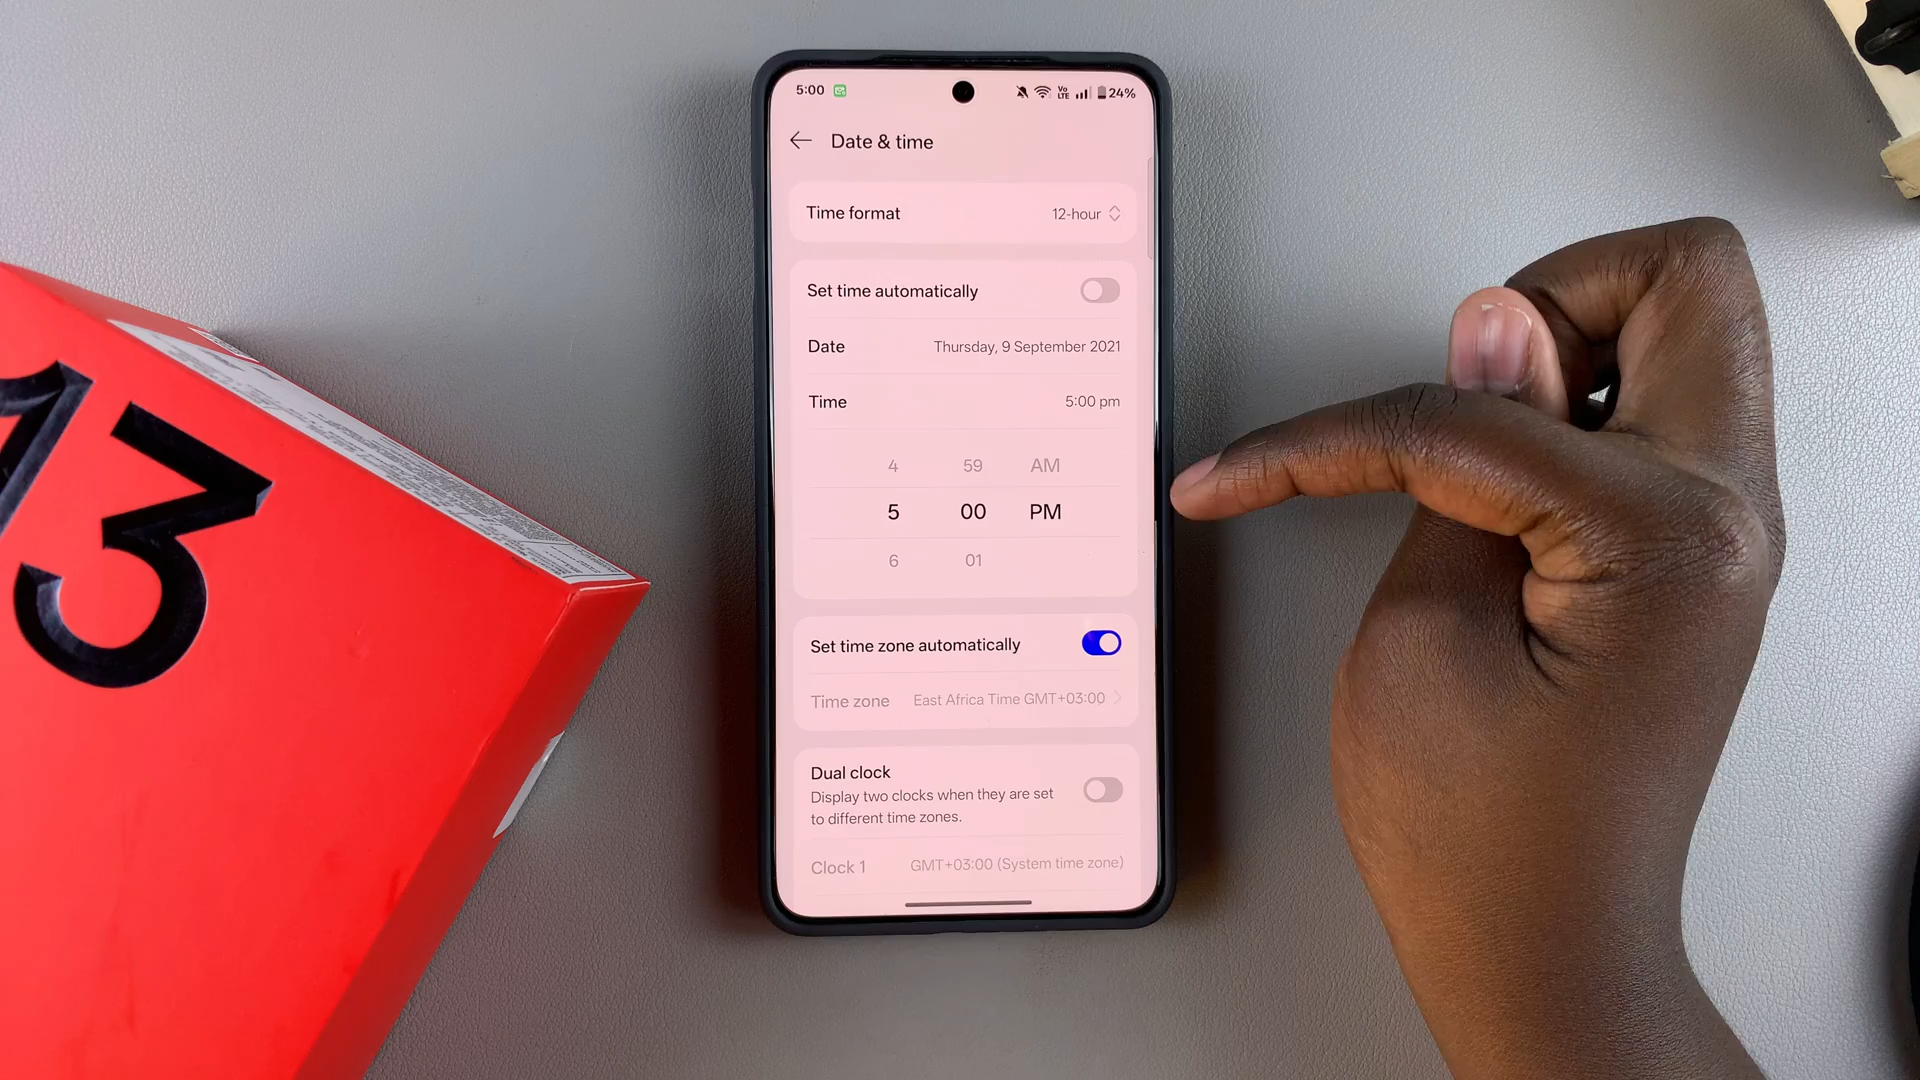 5:00
Vo LTE
24%
Date & time
Time format 12-hour
Set time automatically
Date Thursday, 9 September 2021
Time 5:00 pm
4 59 AM
5 00 PM
6 01
Set time zone automatically
Time zone East Africa Time GMT+03:00
Dual clock
Display two clocks when they are set
to different time zones.
Clock 1 GMT+03:00 (System time zone)
13